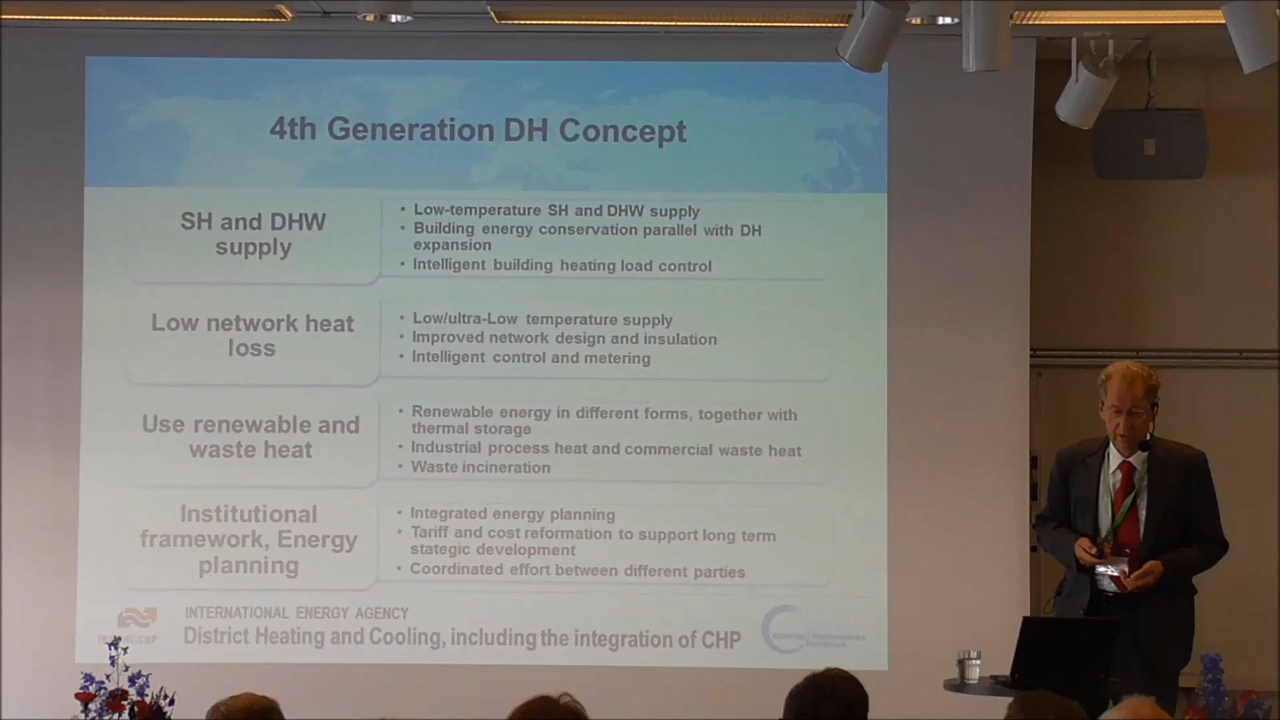 4th Generation DH Concept
SH and DHW
supply
• Low-temperature SH and DHW supply
• Building energy conservation parallel with DH
expansion
• Intelligent building heating load control
Low network heat
loss
• Low/ultra-Low temperature supply
• Improved network design and insulation
• Intelligent control and metering
Use renewable and
waste heat
• Renewable energy in different forms, together with
thermal storage
• Industrial process heat and commercial waste heat
• Waste incineration
Institutional
framework, Energy
planning
• Integrated energy planning
• Tariff and cost reformation to support long term
stategic development
• Coordinated effort between different parties
INTERNATIONAL ENERGY AGENCY
District Heating and Cooling, including the integration of CHP